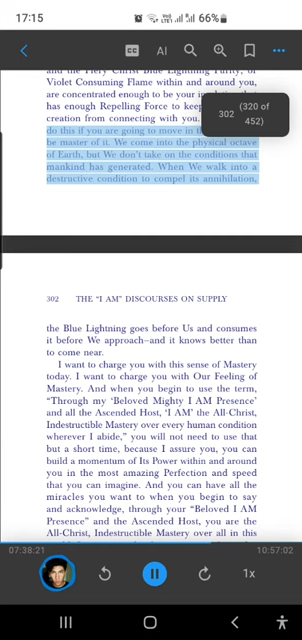 17:15 66%
CC AI
and the Fiery Christ Blue Lightning Purity, or
Violet Consuming Flame within and around you,
are concentrated enough to be your
has enough Repelling Force to keep
creation from connecting with you.
do this if you are going to move in the
be master of it. We come into the physical octave
of Earth, but We don't take on the conditions that
mankind has generated. When We walk into a
destructive condition to compel its annihilation,
302 (320 of
452)
302 THE "I AM" DISCOURSES ON SUPPLY
the Blue Lightning goes before Us and consumes
it before We approach—and it knows better than
to come near.
I want to charge you with this sense of Mastery
today. I want to charge you with Our Feeling of
Mastery. And when you begin to use the term,
"Through my 'Beloved Mighty I AM Presence'
and all the Ascended Host, 'I AM' the All-Christ,
Indestructible Mastery over every human condition
wherever I abide," you will not need to use that
but a short time, because I assure you, you can
build a momentum of Its Power within and around
you in the most amazing Perfection and speed
that you can imagine. And you can have all the
miracles you want to when you begin to say
and acknowledge, through your "Beloved I AM
Presence" and the Ascended Host, you are the
All-Christ, Indestructible Mastery over all in this
07:38:21 10:57:02
1x